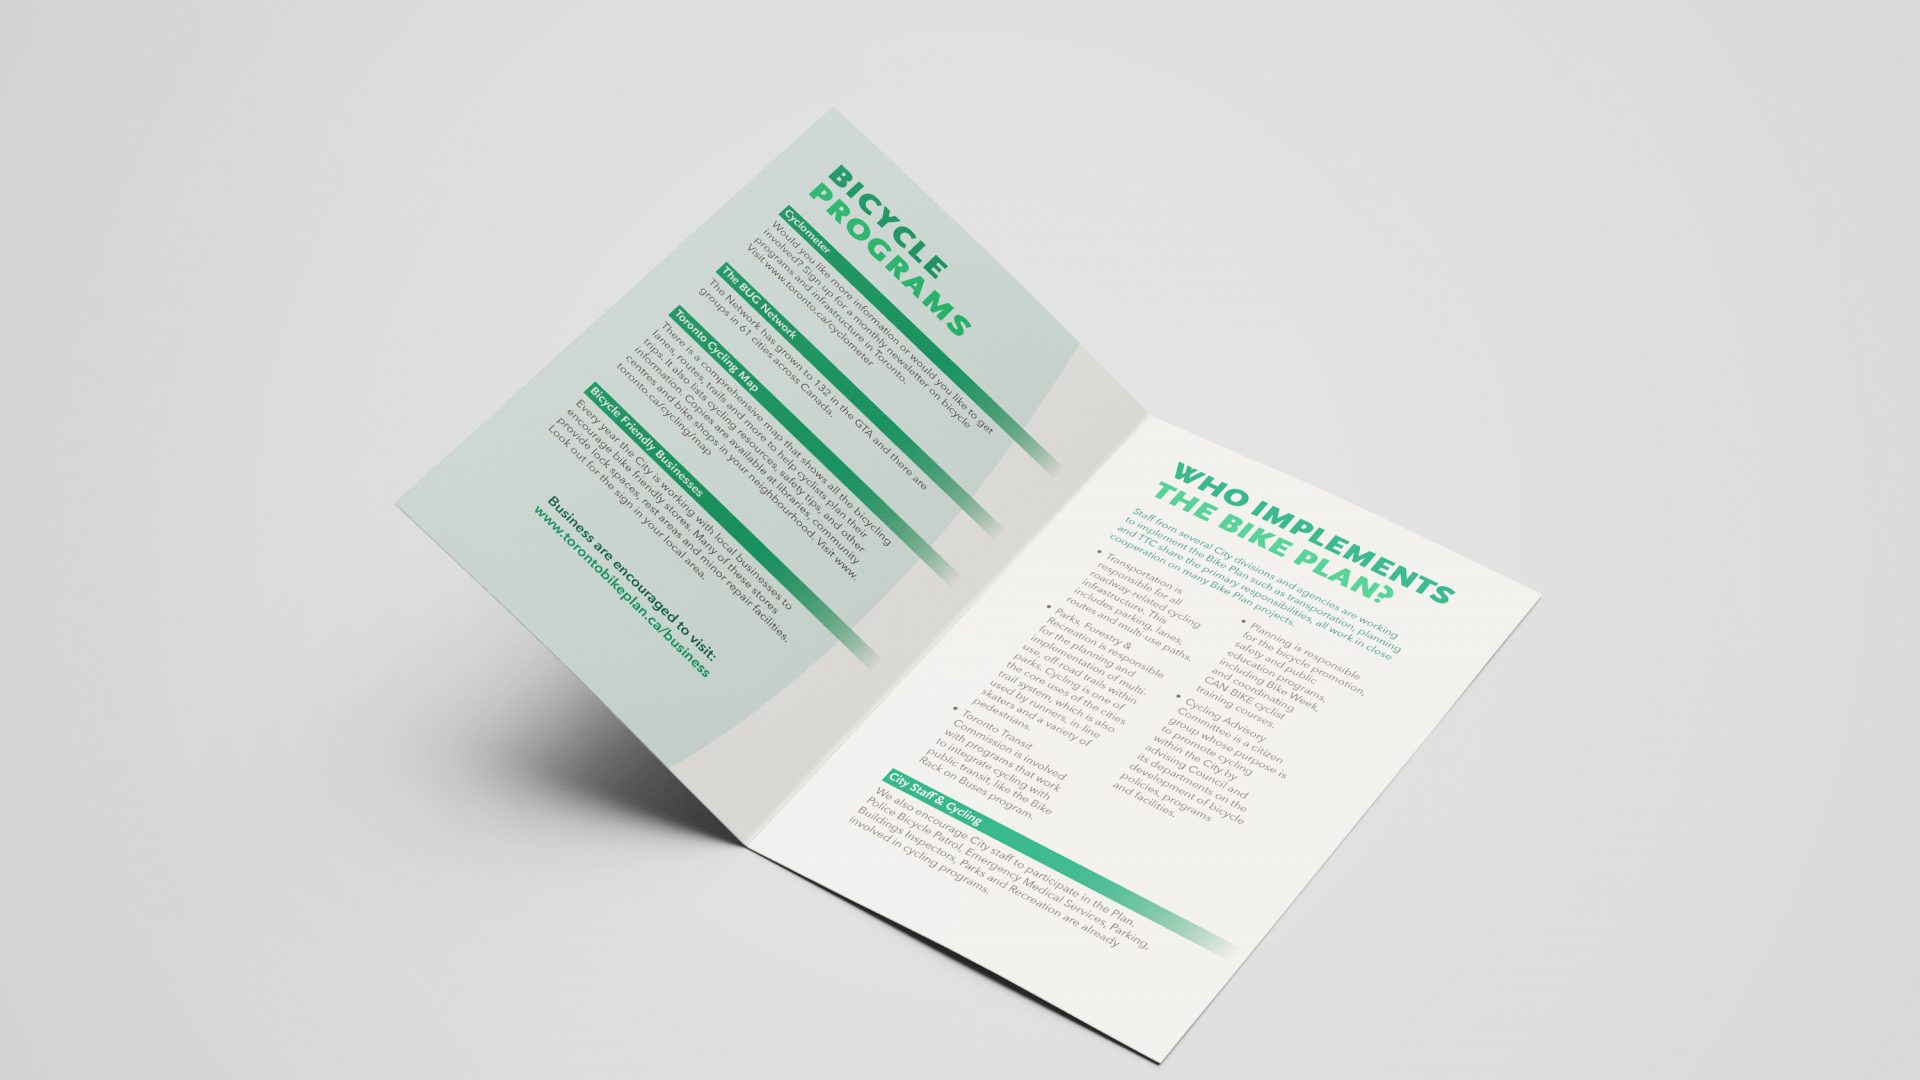 BICYCLE
PROGRAMS
Cyclometer
Would you like more information or would you like to get
involved? Sign up for a monthly newsletter on bicycle
programs and infrastructure in Toronto.
Visit www.toronto.ca/cyclometer
The BUG Network
The Network has grown to 132 in the GTA and there are
groups in 61 cities across Canada.
Toronto Cycling Map
There is a comprehensive map that shows all the bicycling
lanes, routes, trails and more to help cyclists plan their
trips. It also lists cycling resources, safety tips, and other
information. Copies are available at libraries, community
centres and bike shops in your neighbourhood. Visit www.
toronto.ca/cycling/map
Bicycle Friendly Businesses
Every year the City is working with local businesses to
encourage bike friendly stores. Many of these stores
provide lock spaces, rest areas and minor repair facilities.
Look out for the sign in your local area.
Business are encouraged to visit:
www.torontobikeplan.ca/business
WHO IMPLEMENTS
THE BIKE PLAN?
Staff from several City divisions and agencies are working
to implement the Bike Plan such as transportation, planning
and TTC share the primary responsibilities, all work in close
cooperation on many Bike Plan projects.
• Transportation is
responsible for all
roadway related cycling
infrastructure. This
includes parking, lanes,
routes and multi-use paths.
• Parks, Forestry, &
Recreation is responsible
for the planning and
implementation of multi-
use, off-road trails within
parks. Cycling is one of
the core uses of the cities
trail system, which is also
used by runners, in-line
skaters and a variety of
pedestrians.
• Toronto Transit
Commission is involved
with programs that work
to integrate cycling with
public transit, like the Bike
Rack on Buses program.
• Planning is responsible
for the bicycle promotion,
safety and public
education programs,
including Bike Week,
and coordinating
CAN-BIKE cyclist
training courses.
• Cycling Advisory
Committee is a citizen
group whose purpose is
to promote cycling
within the City by
advising Council and
its departments on the
development of bicycle
policies, programs
and facilities.
City Staff & Cycling
We also encourage City staff to participate in the Plan.
Police Bicycle Patrol, Emergency Medical Services, Parking,
Buildings Inspectors, Parks and Recreation are already
involved in cycling programs.